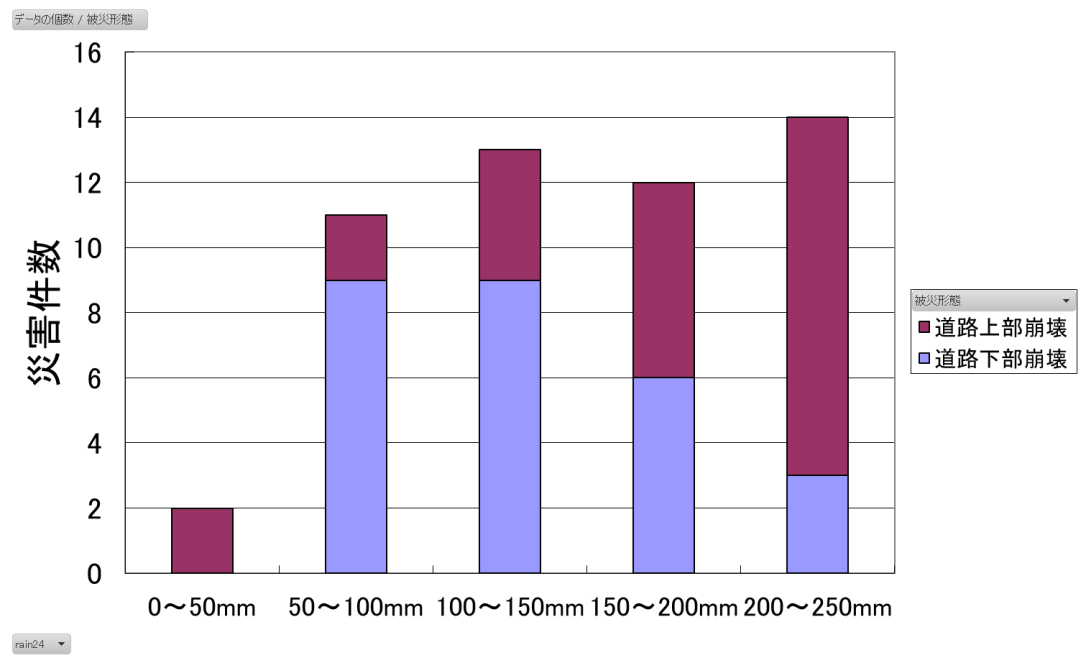 データの個数 / 被災形態
16
14
12
10
8
6
4
2
0
災害件数
0～50mm
50～100mm
100～150mm
150～200mm
200～250mm
被災形態
道路上部崩壊
道路下部崩壊
rain24